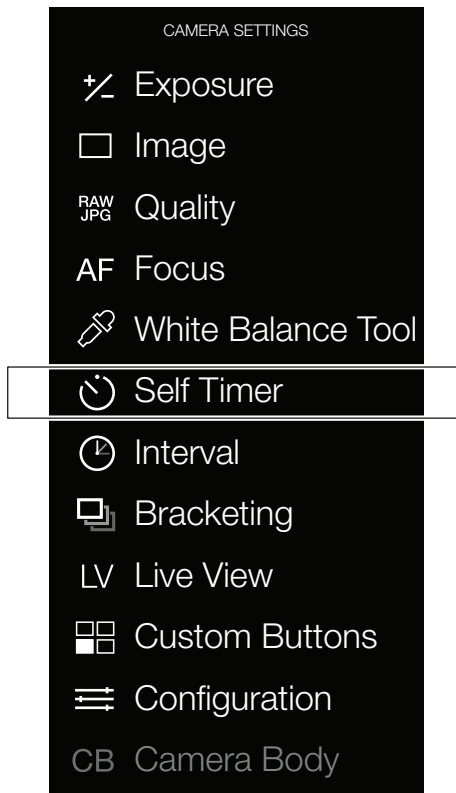 CAMERA SETTINGS
Exposure
Image
RAW
JPG Quality
AF Focus
White Balance Tool
Self Timer
Interval
Bracketing
LV Live View
Custom Buttons
Configuration
CB Camera Body